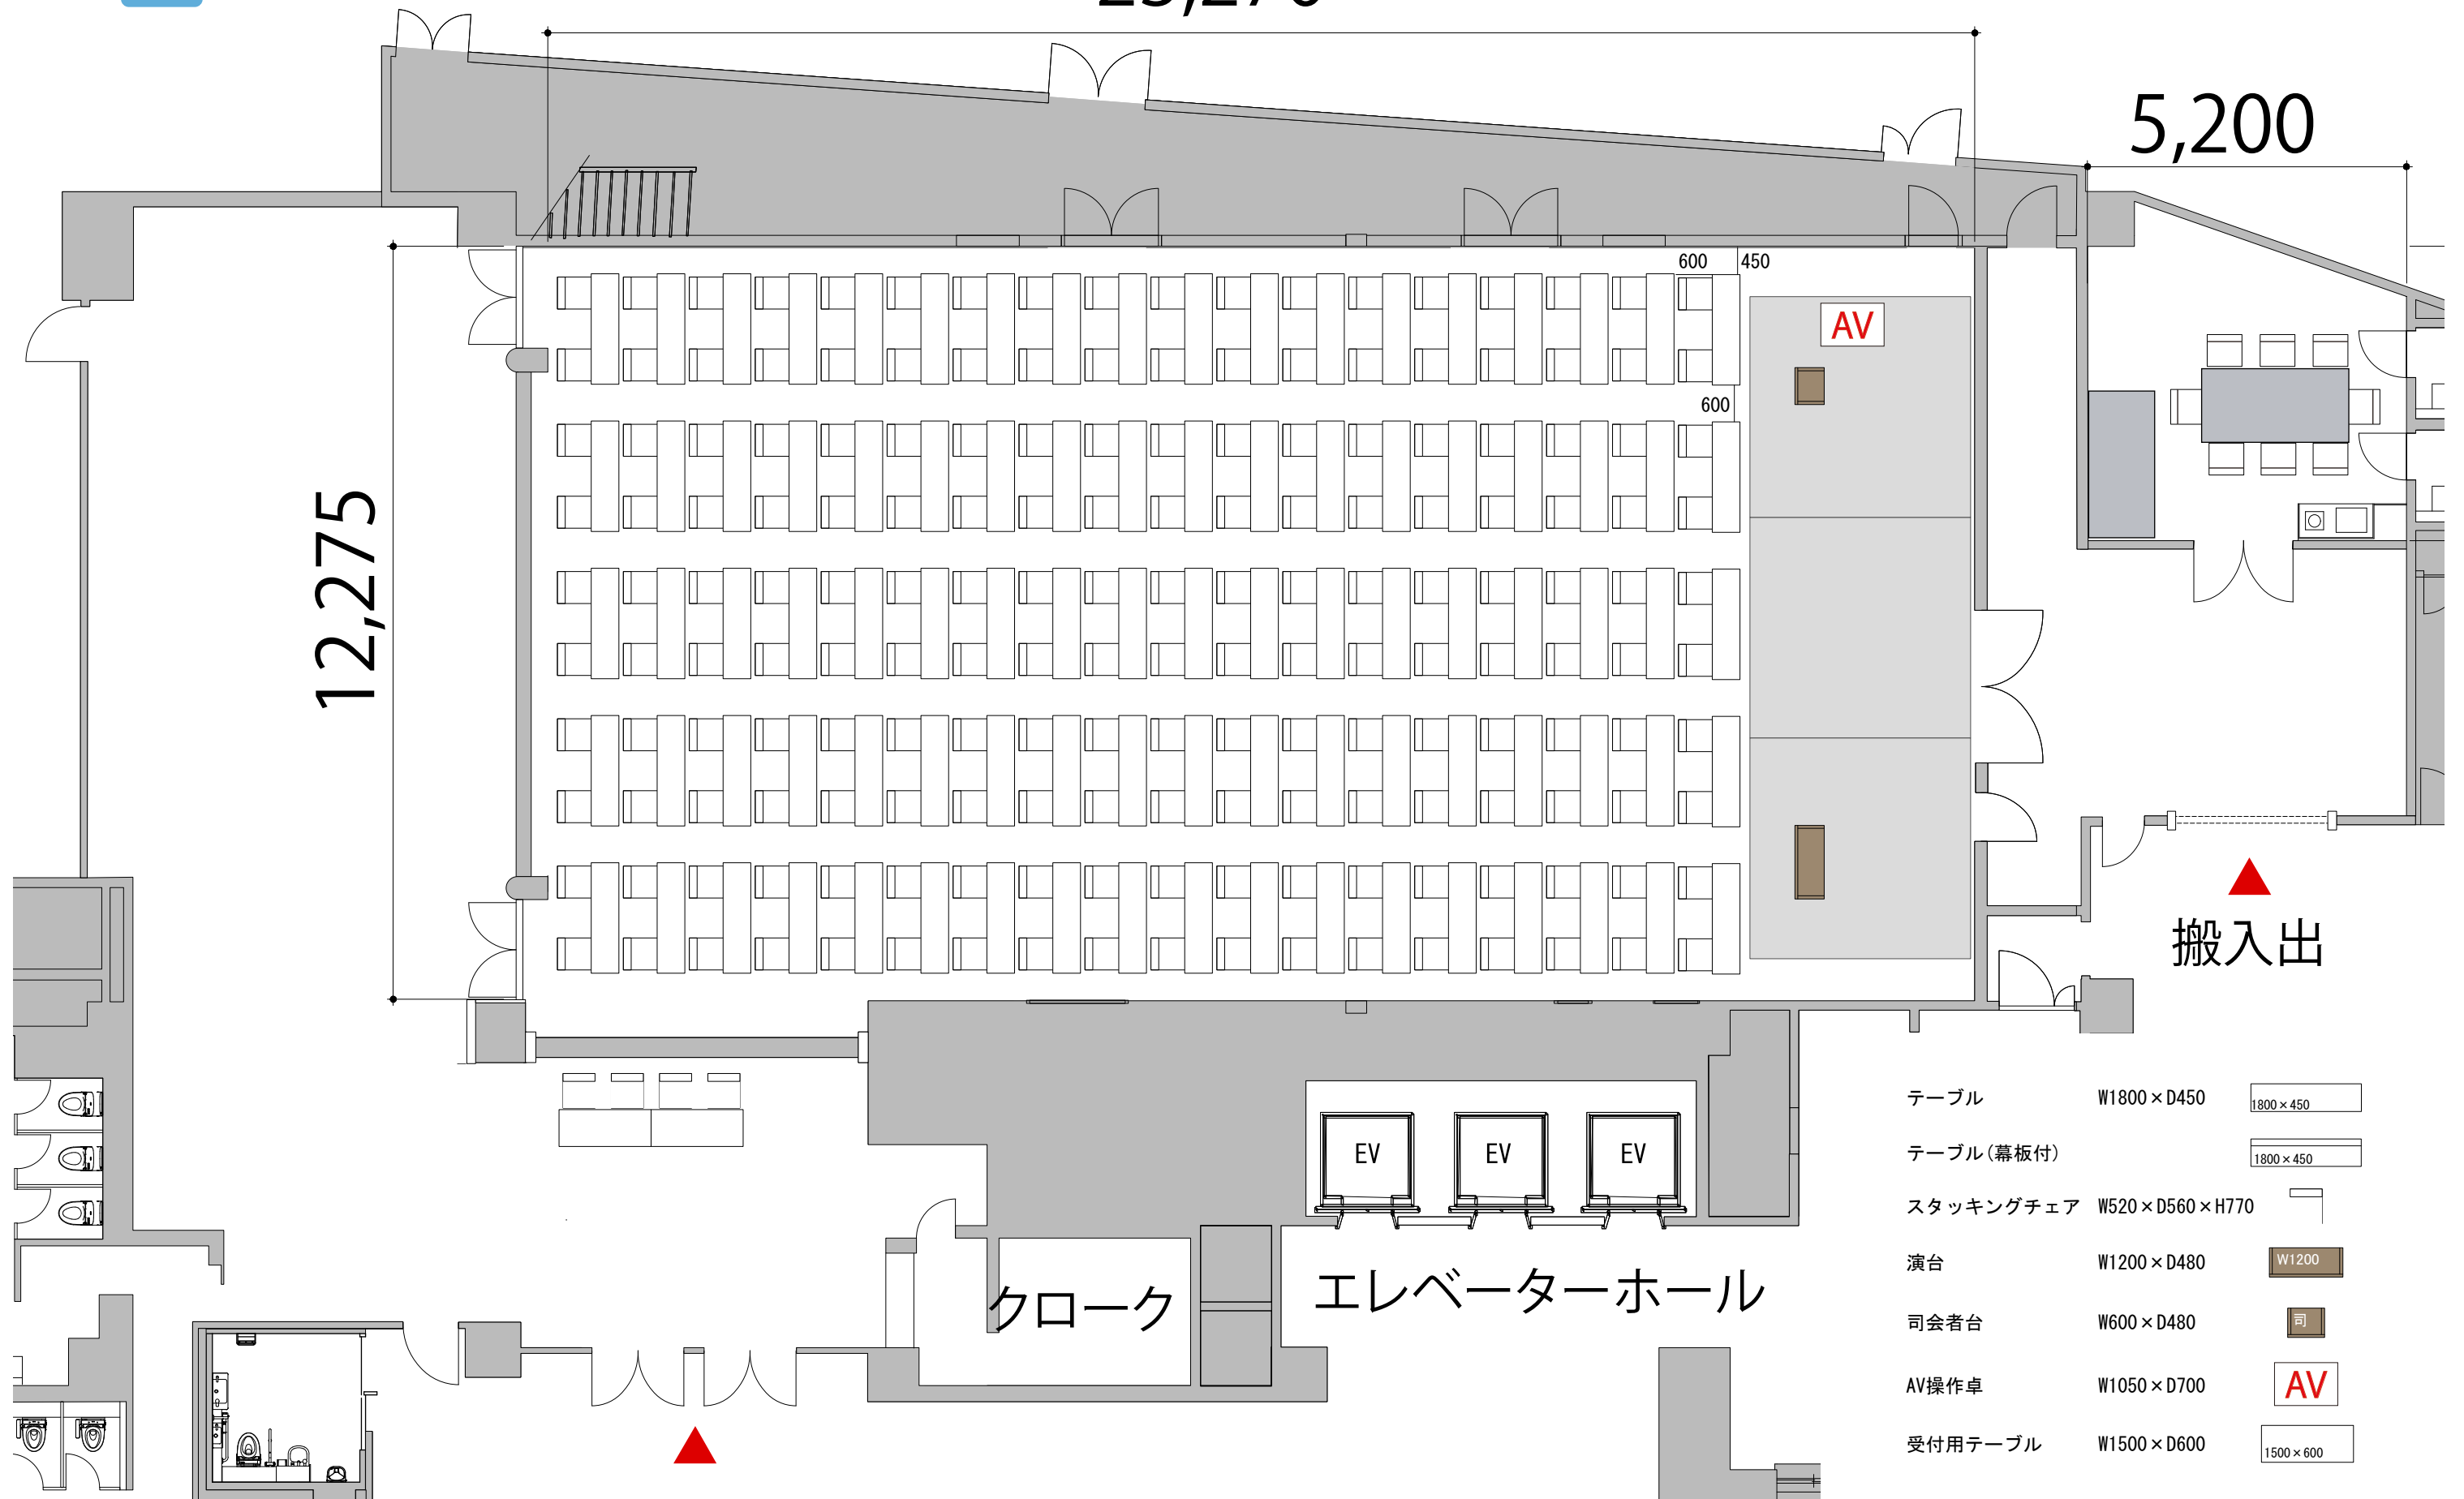 5,200
600
450
AV
600
12,275
搬入出
EV
EV
EV
クローク
エレベーターホール
テーブル W1800×D450 1800×450
テーブル(幕板付) 1800×450
スタッキングチェア W520×D560×H770
演台 W1200×D480 W1200
司会者台 W600×D480 司
AV操作卓 W1050×D700 AV
受付用テーブル W1500×D600 1500×600